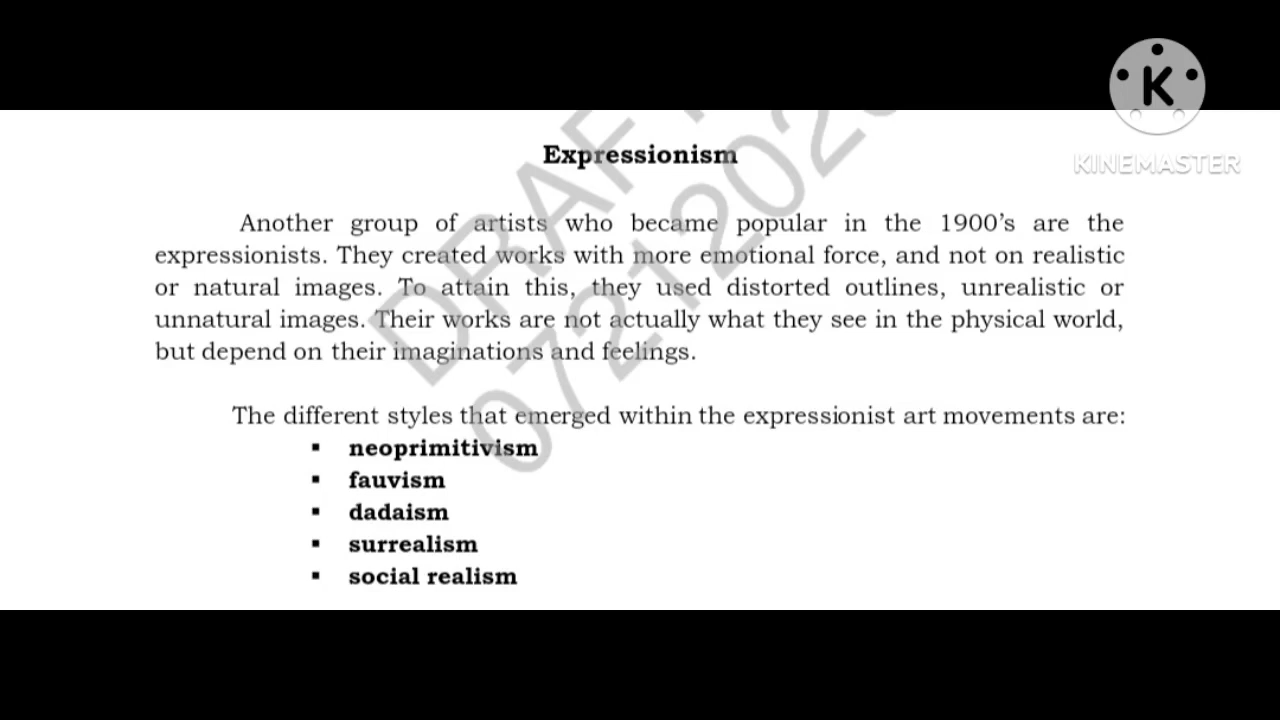 K
KINEMASTER
Expressionism
Another group of artists who became popular in the 1900’s are the
expressionists. They created works with more emotional force, and not on realistic
or natural images. To attain this, they used distorted outlines, unrealistic or
unnatural images. Their works are not actually what they see in the physical world,
but depend on their imaginations and feelings.
The different styles that emerged within the expressionist art movements are:
▪ neoprimitivism
▪ fauvism
▪ dadaism
▪ surrealism
▪ social realism